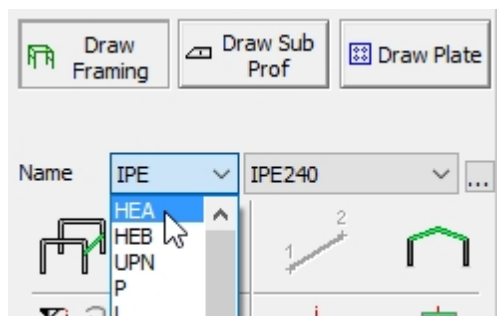 Draw
Framing
Draw Sub
Prof
Draw Plate
Name
IPE
IPE240
...
HEA
HEB
UPN
P
1
2